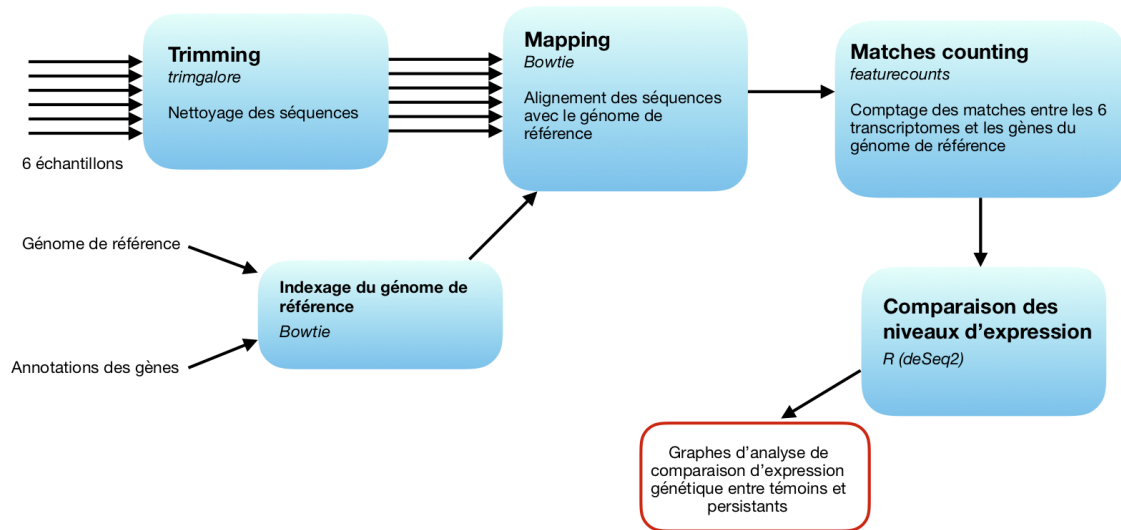 Trimming
trimgalore
Nettoyage des séquences
6 échantillons
Mapping
Bowtie
Alignement des séquences
avec le génome de
référence
Matches counting
featurecounts
Comptage des matches entre les 6
transcriptomes et les gènes du
génome de référence
Génome de référence
Annotations des gènes
Indexage du génome de
référence
Bowtie
Comparaison des
niveaux d'expression
R (deSeq2)
Graphes d'analyse de
comparaison d'expression
génétique entre témoins et
persistants